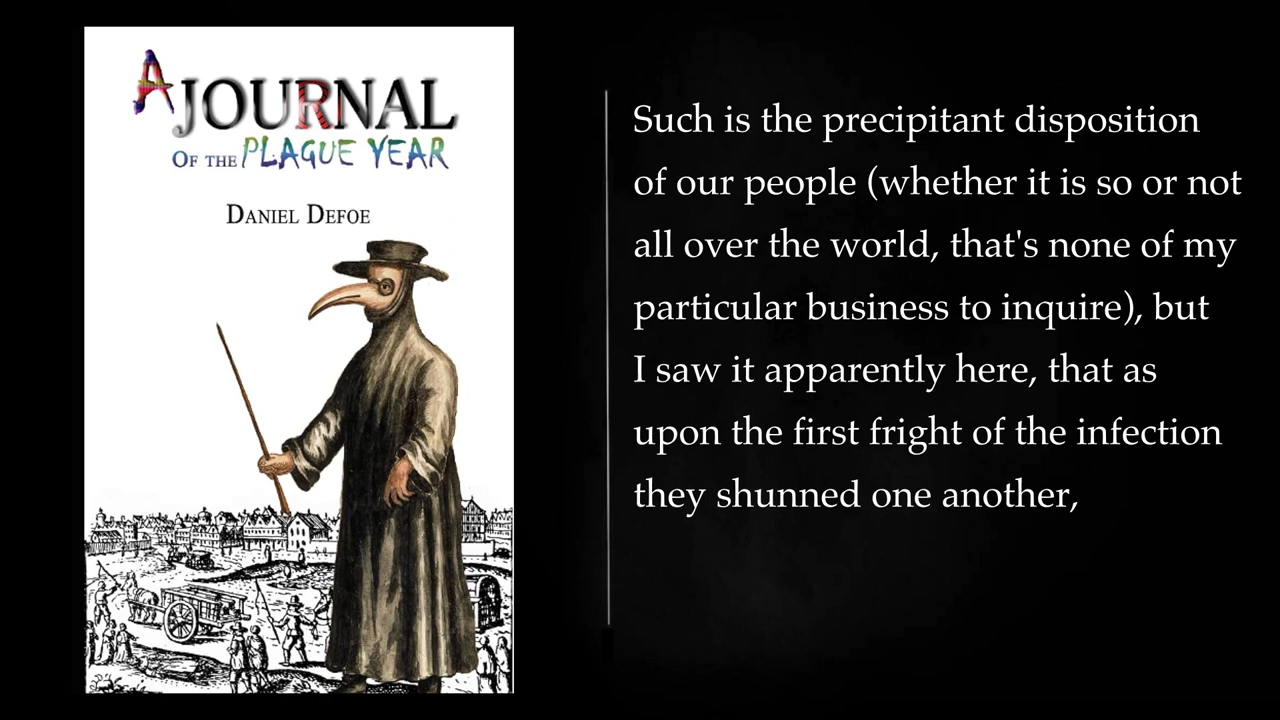 A JOURNAL
OF THE PLAGUE YEAR
DANIEL DEFOE
Such is the precipitant disposition
of our people (whether it is so or not
all over the world, that's none of my
particular business to inquire), but
I saw it apparently here, that as
upon the first fright of the infection
they shunned one another,